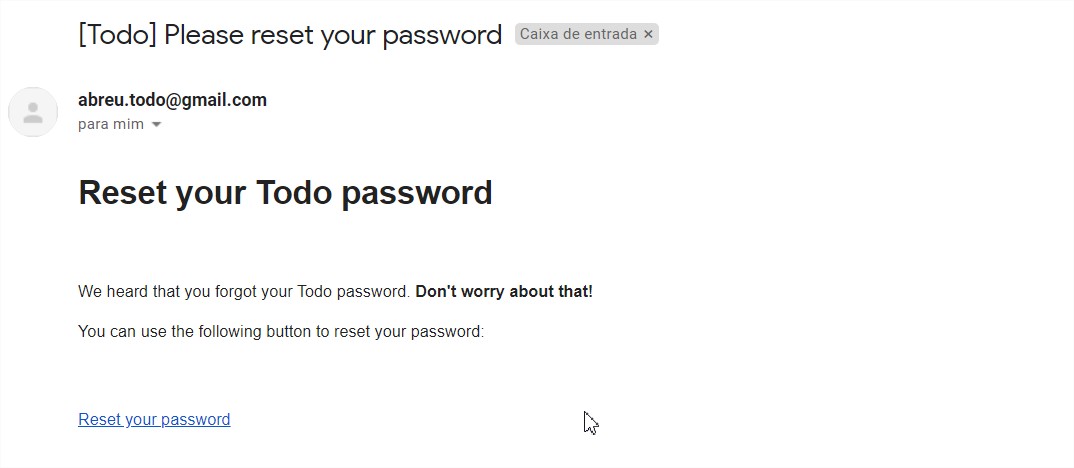 [Todo] Please reset your password Caixa de entrada ×
abreu.todo@gmail.com
para mim
Reset your Todo password
We heard that you forgot your Todo password. Don't worry about that!
You can use the following button to reset your password:
Reset your password